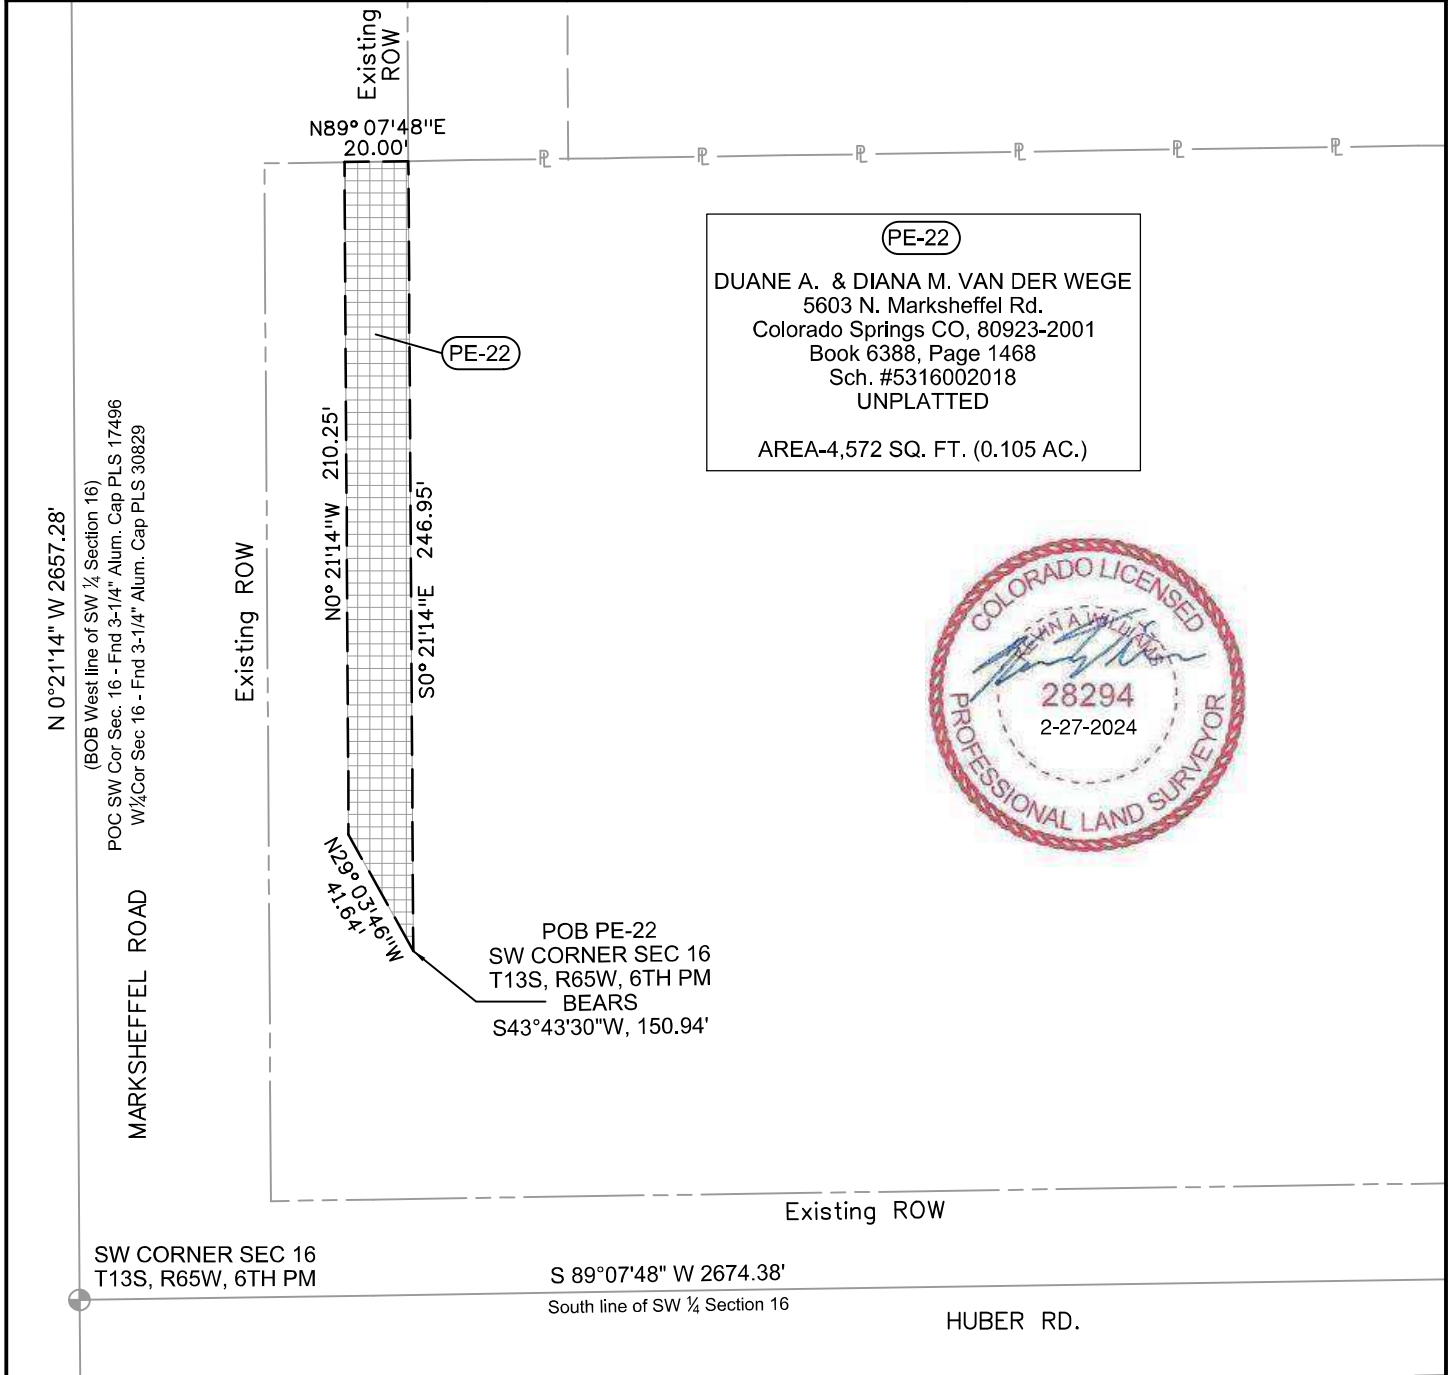 Existing
ROW
N89° 07'48"E
20.00'
PE-22
DUANE A. & DIANA M. VAN DER WEGE
5603 N. Marksheffel Rd.
Colorado Springs CO, 80923-2001
Book 6388, Page 1468
Sch. #5316002018
UNPLATTED
AREA-4,572 SQ. FT. (0.105 AC.)
PE-22
N0° 21'14"W 210.25'
S0° 21'14"E 246.95'
N 0°21'14" W 2657.28'
(BOB West line of SW ¼ Section 16)
POC SW Cor Sec. 16 - Fnd 3-1/4" Alum. Cap PLS 17496
W¼Cor Sec 16 - Fnd 3-1/4" Alum. Cap PLS 30829
Existing ROW
COLORADO LICENSED
KEVIN A WILLIAMS
28294
2-27-2024
PROFESSIONAL LAND SURVEYOR
N29° 03'46"W
41.64'
POB PE-22
SW CORNER SEC 16
T13S, R65W, 6TH PM
BEARS
S43°43'30"W, 150.94'
MARKSHEFFEL ROAD
Existing ROW
SW CORNER SEC 16
T13S, R65W, 6TH PM
S 89°07'48" W 2674.38'
South line of SW ¼ Section 16
HUBER RD.